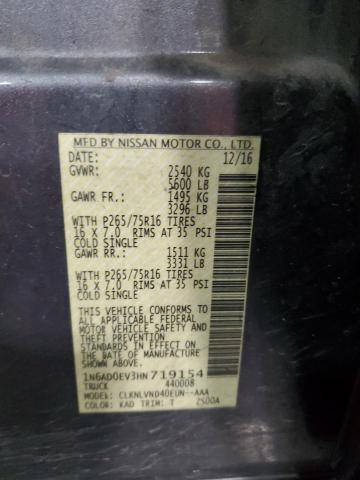 MFD BY NISSAN MOTOR CO., LTD.
DATE: 12/16
GVWR: 2540 KG
5600 LB
GAWR FR.: 1495 KG
3296 LB
WITH P265/75R16 TIRES
16 X 7.0 RIMS AT 35 PSI
COLD SINGLE
GAWR RR.: 1511 KG
3331 LB
WITH P265/75R16 TIRES
16 X 7.0 RIMS AT 35 PSI
COLD SINGLE
THIS VEHICLE CONFORMS TO
ALL APPLICABLE FEDERAL
MOTOR VEHICLE SAFETY
AND THEFT PREVENTION
STANDARDS IN EFFECT ON
THE DATE OF MANUFACTURE
SHOWN ABOVE
1N6AD0EV3HN719154
TRUCK 440008
MODEL: CLKNLVND40EUN--AAA
COLOR: KAD TRIM: T 2S00A